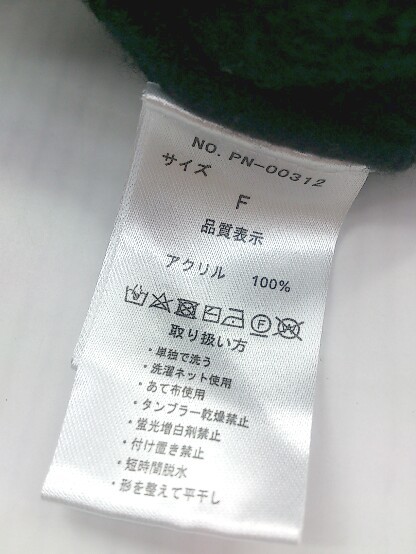 NO. PN-00312
サイズ
F
品質表示
アクリル 100%
取り扱い方
・単独で洗う
・洗濯ネット使用
・あて布使用
・タンブラー乾燥禁止
・蛍光増白剤禁止
・付け置き禁止
・短時間脱水
・形を整えて平干し